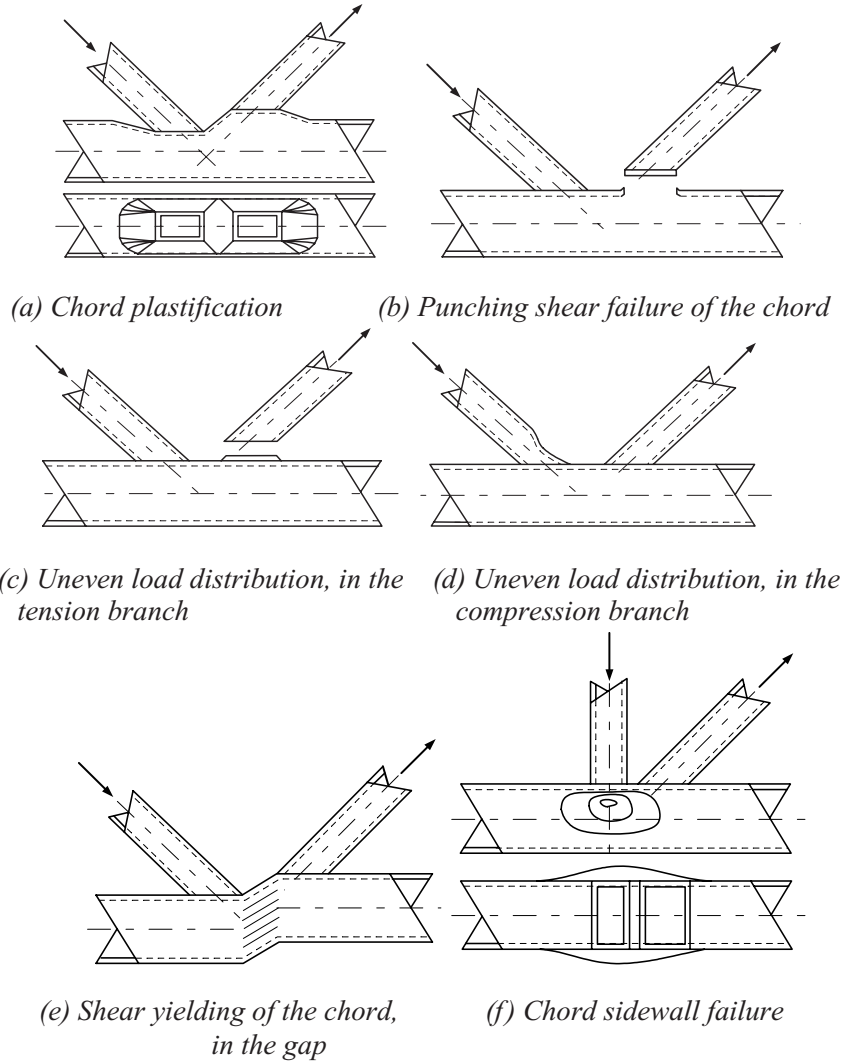 (a) Chord plastification
(b) Punching shear failure of the chord
(c) Uneven load distribution, in the
tension branch
(d) Uneven load distribution, in the
compression branch
(e) Shear yielding of the chord,
in the gap
(f) Chord sidewall failure